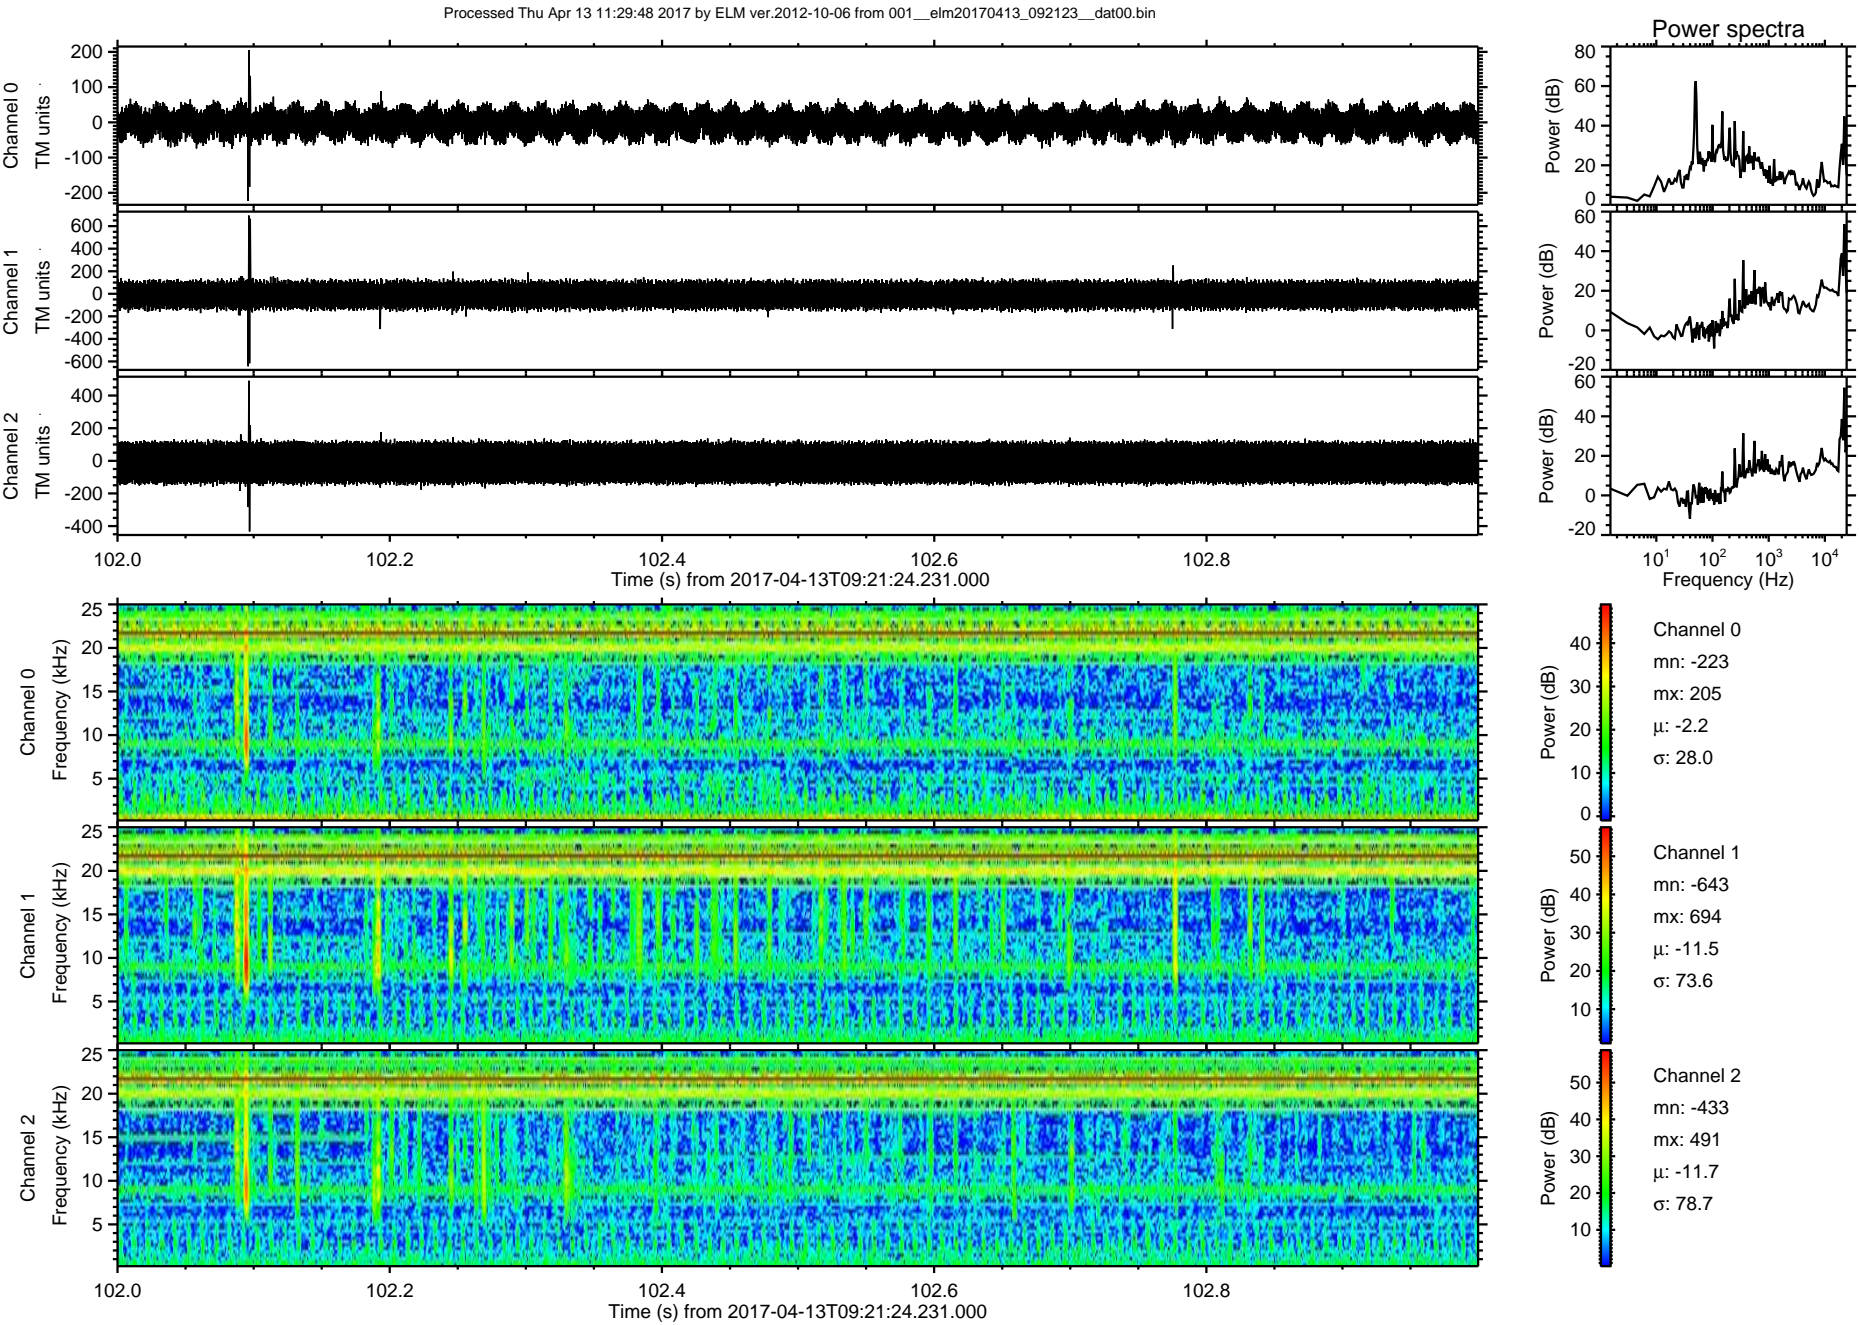 Processed Thu Apr 13 11:29:48 2017 by ELM ver.2012-10-06 from 001__elm20170413_092123__dat00.bin
Power spectra
Channel 0
TM units
200
100
0
-100
-200
Power (dB)
80
60
40
20
0
Channel 1
TM units
600
400
200
0
-200
-400
-600
Power (dB)
60
40
20
0
-20
Channel 2
TM units
400
200
0
-200
-400
Power (dB)
60
40
20
0
-20
102.0 102.2 102.4 102.6 102.8
Time (s) from 2017-04-13T09:21:24.231.000
10^1 10^2 10^3 10^4
Frequency (Hz)
Channel 0
Frequency (kHz)
25
20
15
10
5
Power (dB)
40
30
20
10
0
Channel 0
mn: -223
mx: 205
µ: -2.2
σ: 28.0
Channel 1
Frequency (kHz)
25
20
15
10
5
Power (dB)
50
40
30
20
10
Channel 1
mn: -643
mx: 694
µ: -11.5
σ: 73.6
Channel 2
Frequency (kHz)
25
20
15
10
5
Power (dB)
50
40
30
20
10
Channel 2
mn: -433
mx: 491
µ: -11.7
σ: 78.7
102.0 102.2 102.4 102.6 102.8
Time (s) from 2017-04-13T09:21:24.231.000